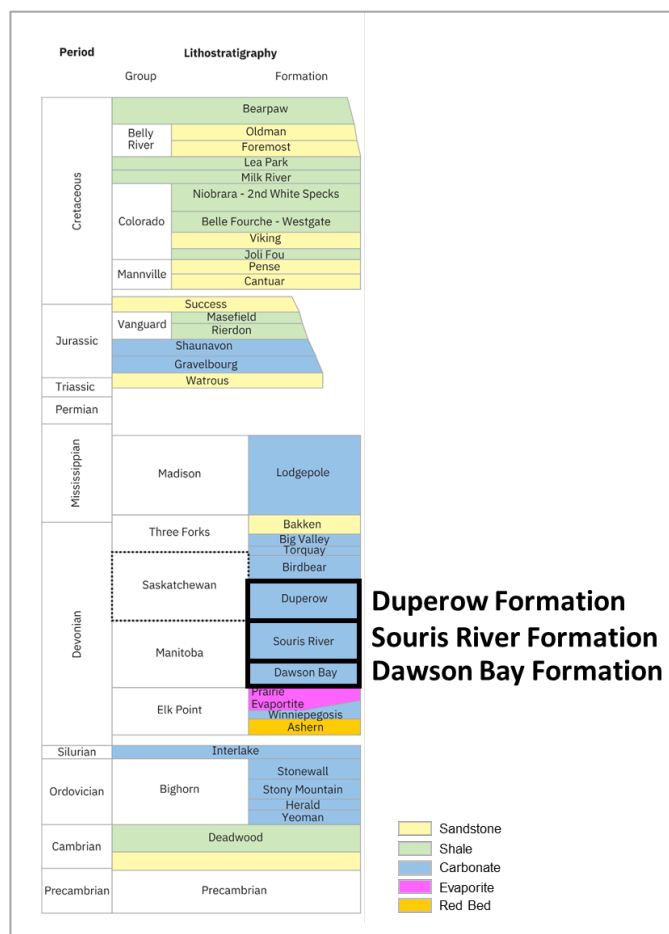 Period
Lithostratigraphy
Group
Formation
Cretaceous
Bearpaw
Belly
River
Oldman
Foremost
Lea Park
Milk River
Colorado
Niobrara - 2nd White Specks
Belle Fourche - Westgate
Viking
Joli Fou
Mannville
Pense
Cantuar
Jurassic
Success
Vanguard
Masefield
Rierdon
Shaunavon
Gravelbourg
Triassic
Watrous
Permian
Mississippian
Madison
Lodgepole
Devonian
Three Forks
Bakken
Big Valley
Torquay
Saskatchewan
Birdbear
Duperow
Manitoba
Souris River
Dawson Bay
Elk Point
Prairie
Evaportite
Winniepegosis
Ashern
Duperow Formation
Souris River Formation
Dawson Bay Formation
Silurian
Interlake
Ordovician
Bighorn
Stonewall
Stony Mountain
Herald
Yeoman
Cambrian
Deadwood
Precambrian
Precambrian
Sandstone
Shale
Carbonate
Evaporite
Red Bed